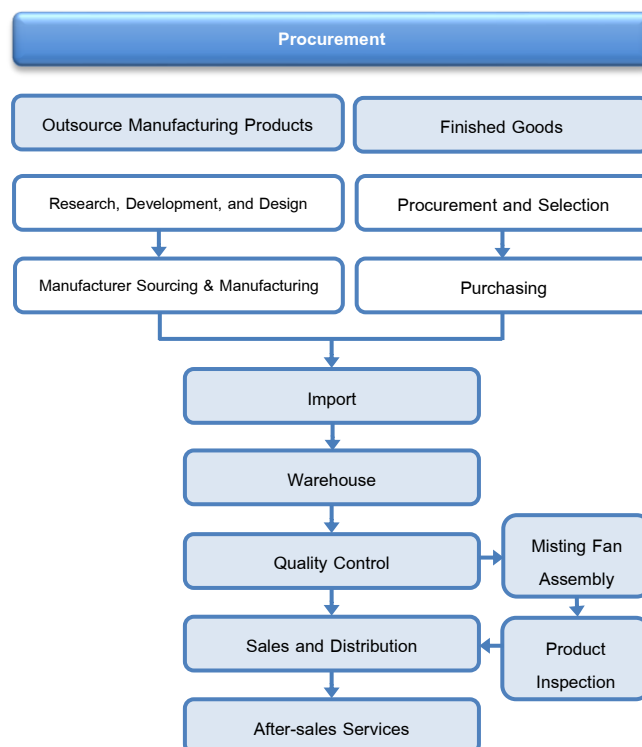 Procurement
Outsource Manufacturing Products
Finished Goods
Research, Development, and Design
Procurement and Selection
Manufacturer Sourcing & Manufacturing
Purchasing
Import
Warehouse
Quality Control
Misting Fan
Assembly
Sales and Distribution
Product
Inspection
After-sales Services